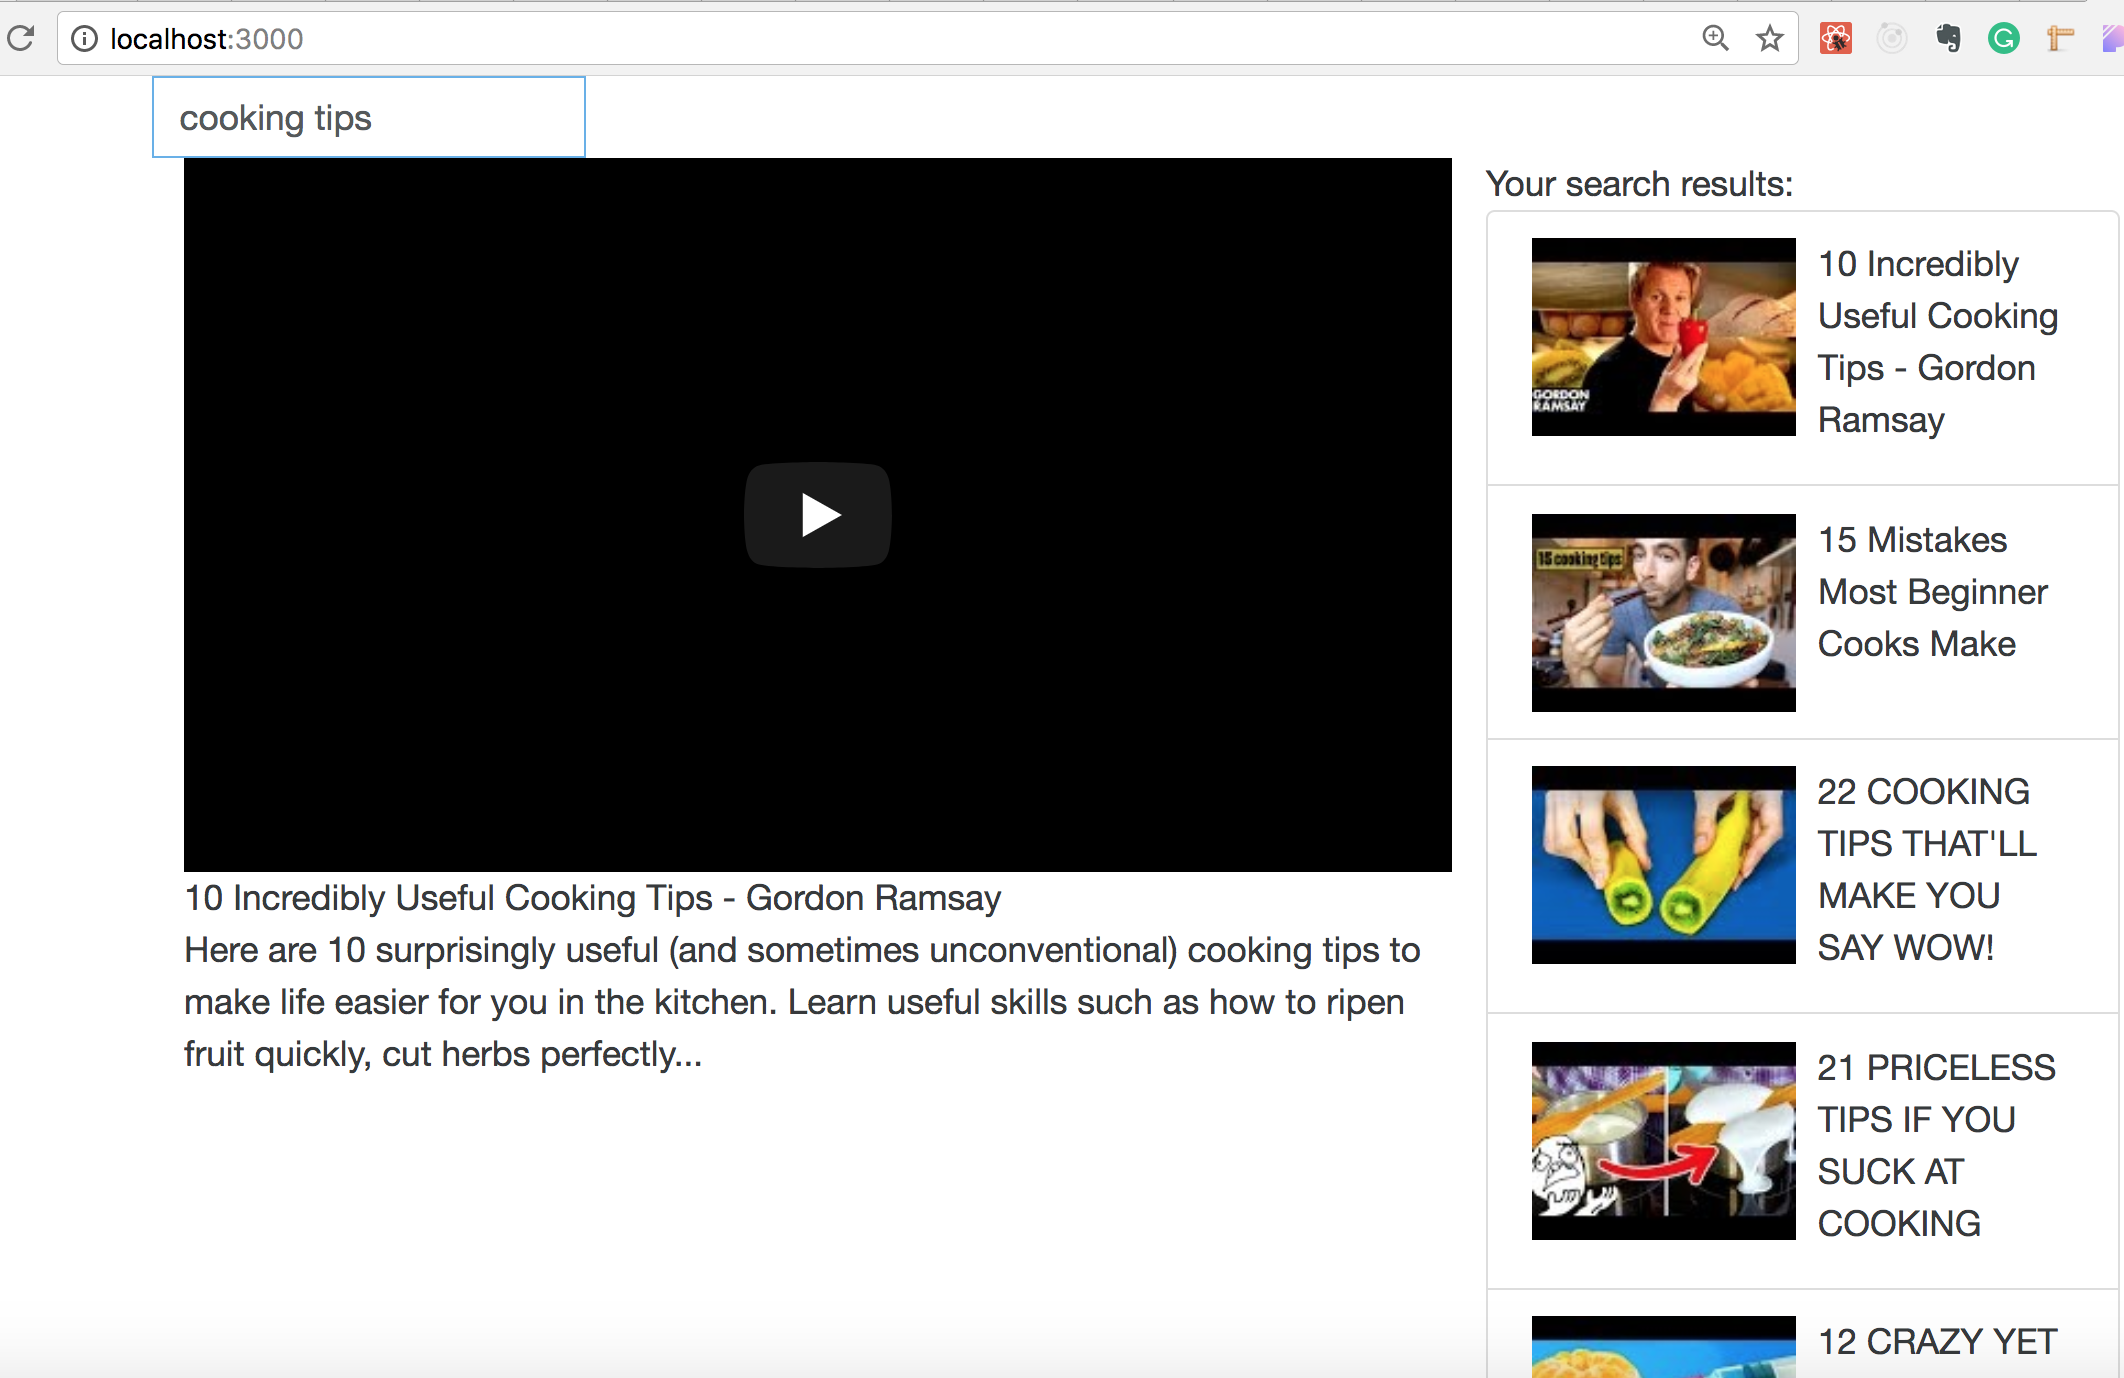 localhost:3000
cooking tips
10 Incredibly Useful Cooking Tips - Gordon Ramsay
Here are 10 surprisingly useful (and sometimes unconventional) cooking tips to
make life easier for you in the kitchen. Learn useful skills such as how to ripen
fruit quickly, cut herbs perfectly...
Your search results:
GORDON
RAMSAY
10 Incredibly
Useful Cooking
Tips - Gordon
Ramsay
15 cooking tips
15 Mistakes
Most Beginner
Cooks Make
22 COOKING
TIPS THAT'LL
MAKE YOU
SAY WOW!
21 PRICELESS
TIPS IF YOU
SUCK AT
COOKING
12 CRAZY YET